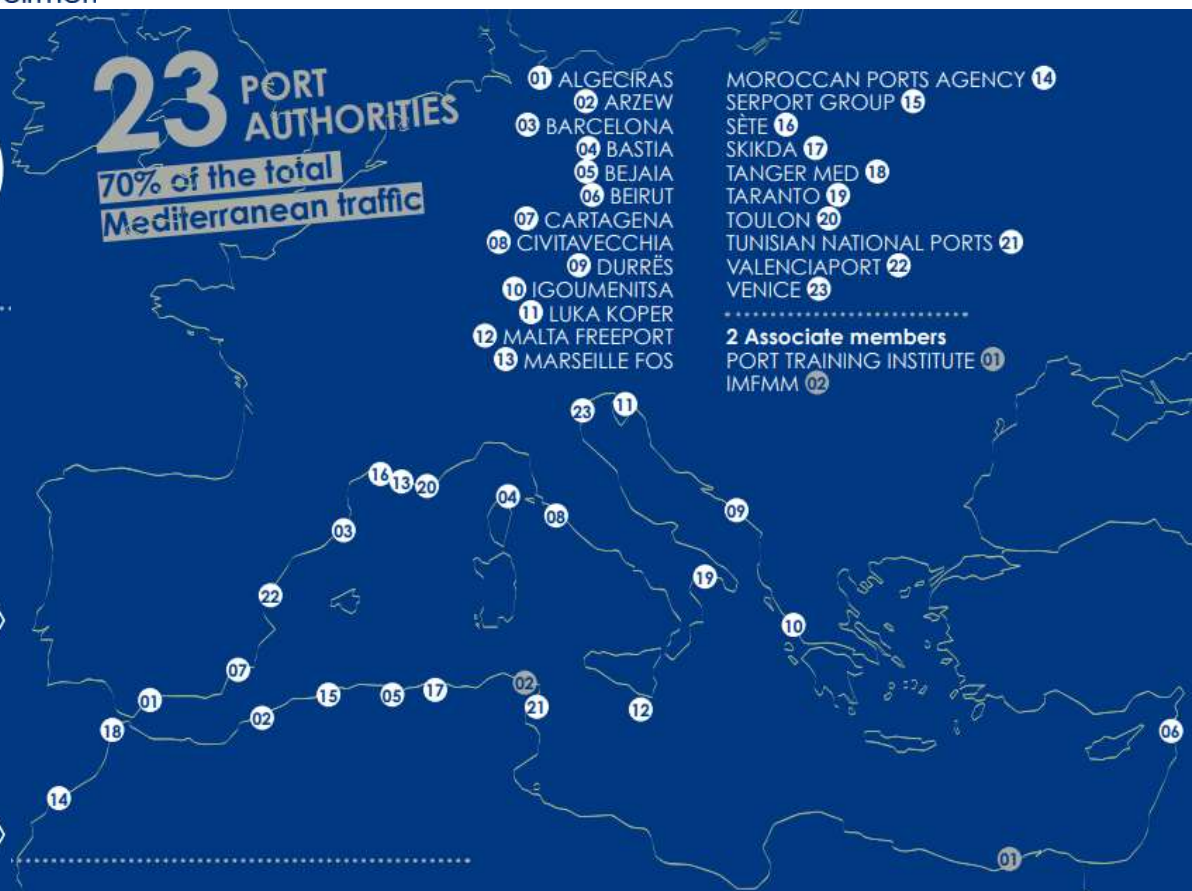 23 PORT
AUTHORITIES
70% of the total
Mediterranean traffic
01 ALGECIRAS
02 ARZEW
03 BARCELONA
04 BASTIA
05 BEJAIA
06 BEIRUT
07 CARTAGENA
08 CIVITAVECCHIA
09 DURRËS
10 IGOUMENITSA
11 LUKA KOPER
12 MALTA FREEPORT
13 MARSEILLE FOS
MOROCCAN PORTS AGENCY 14
SERPORT GROUP 15
SÈTE 16
SKIKDA 17
TANGER MED 18
TARANTO 19
TOULON 20
TUNISIAN NATIONAL PORTS 21
VALENCIAPORT 22
VENICE 23
2 Associate members
PORT TRAINING INSTITUTE 01
IMFMM 02
23
11
16
13
20
04
08
09
03
19
22
10
07
02
01
15
05
17
21
12
02
18
06
14
01